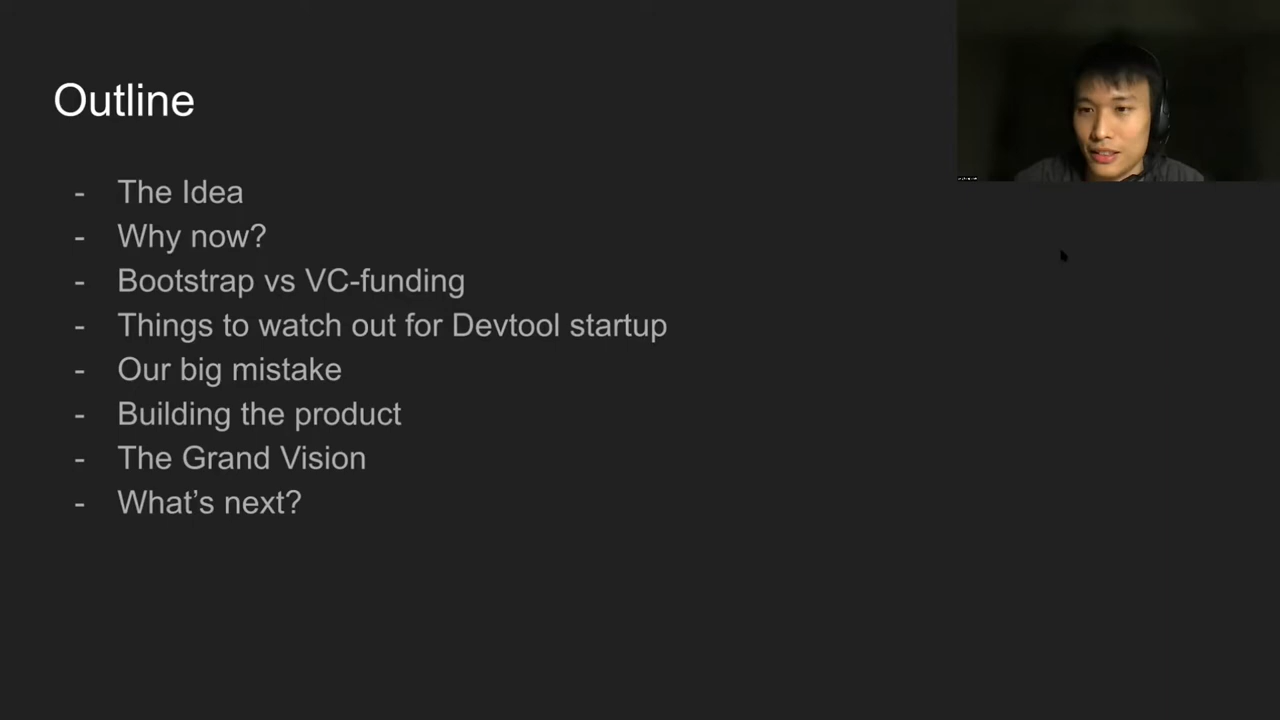 Outline
- The Idea
- Why now?
- Bootstrap vs VC-funding
- Things to watch out for Devtool startup
- Our big mistake
- Building the product
- The Grand Vision
- What's next?